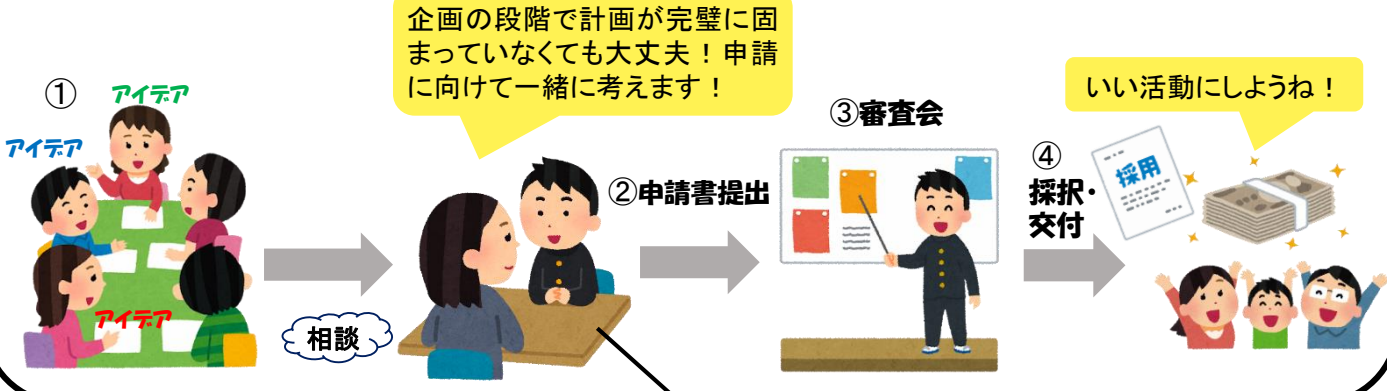 企画の段階で計画が完璧に固
まっていなくても大丈夫！申請
に向けて一緒に考えます！
①
アイデア
アイデア
アイデア
相談
②申請書提出
③審査会
④
採択・
交付
いい活動にしようね！
採用